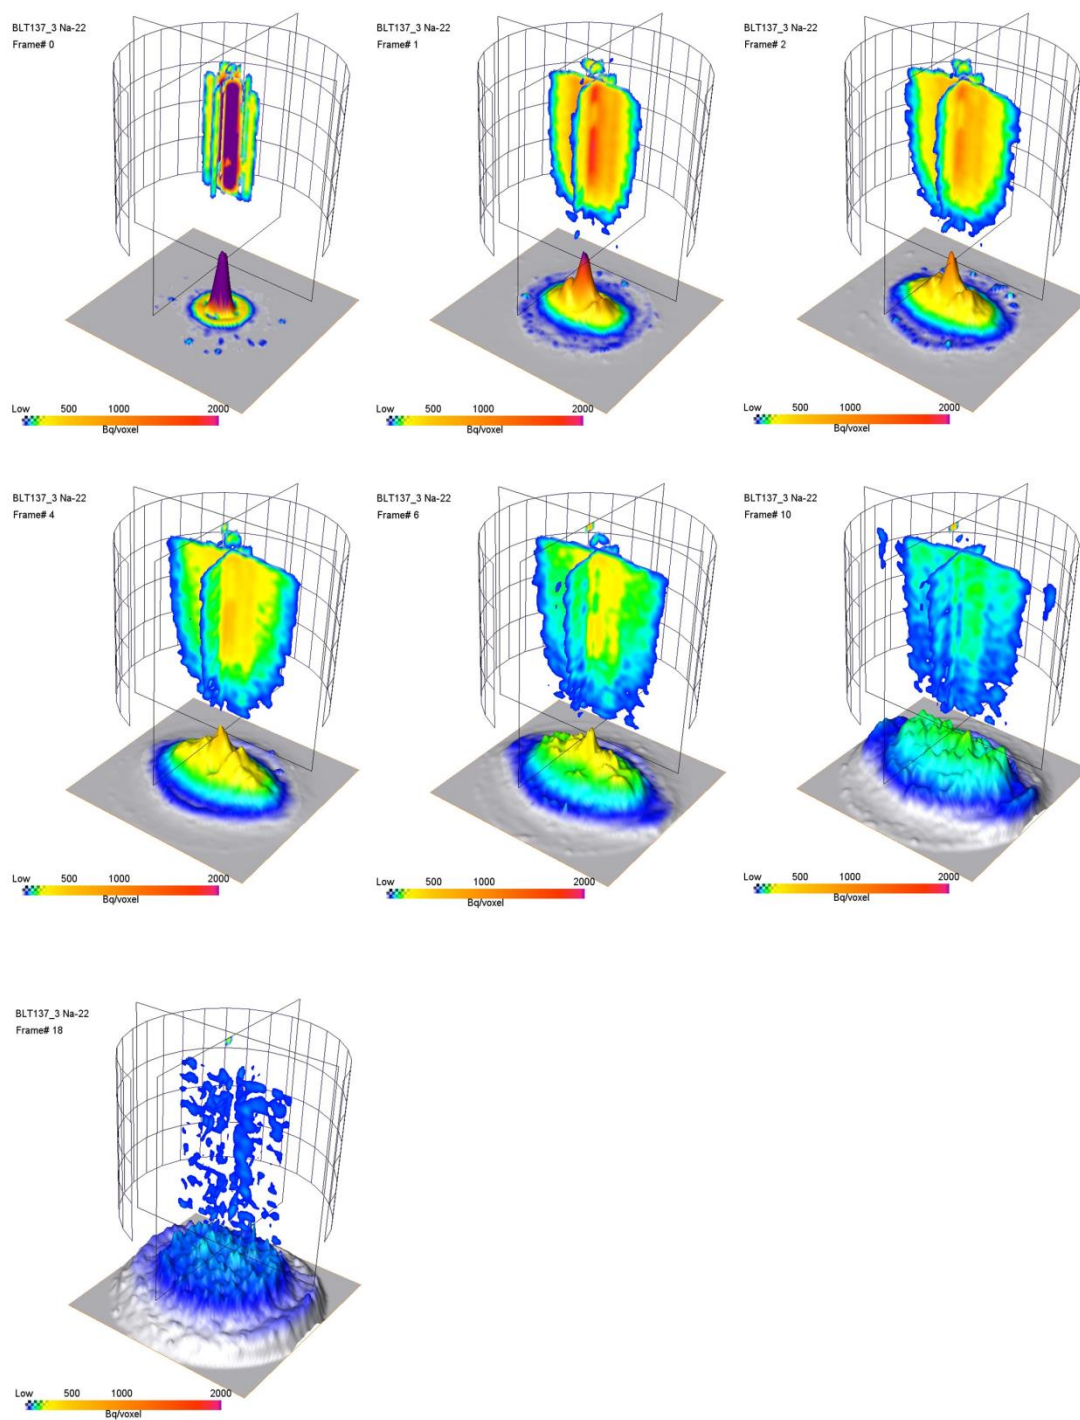 BLT137_3 Na-22
Frame# 0
Low 500 1000 2000
Bq/voxel
BLT137_3 Na-22
Frame# 1
Low 500 1000 2000
Bq/voxel
BLT137_3 Na-22
Frame# 2
Low 500 1000 2000
Bq/voxel
BLT137_3 Na-22
Frame# 4
Low 500 1000 2000
Bq/voxel
BLT137_3 Na-22
Frame# 6
Low 500 1000 2000
Bq/voxel
BLT137_3 Na-22
Frame# 10
Low 500 1000 2000
Bq/voxel
BLT137_3 Na-22
Frame# 18
Low 500 1000 2000
Bq/voxel